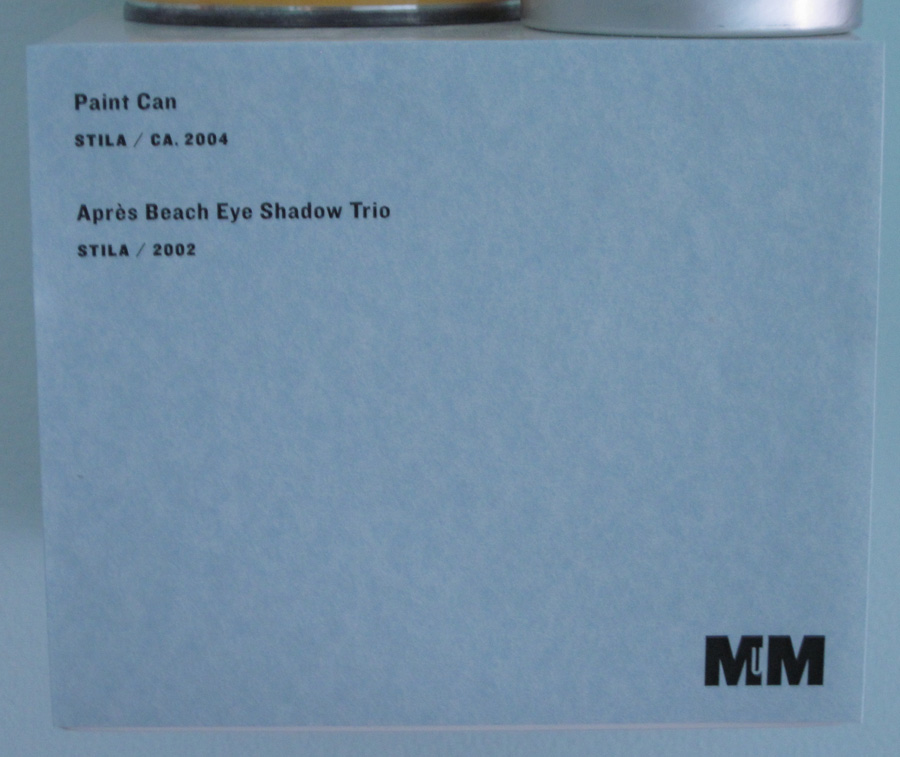 Paint Can
STILA / CA. 2004
Après Beach Eye Shadow Trio
STILA / 2002
MUM